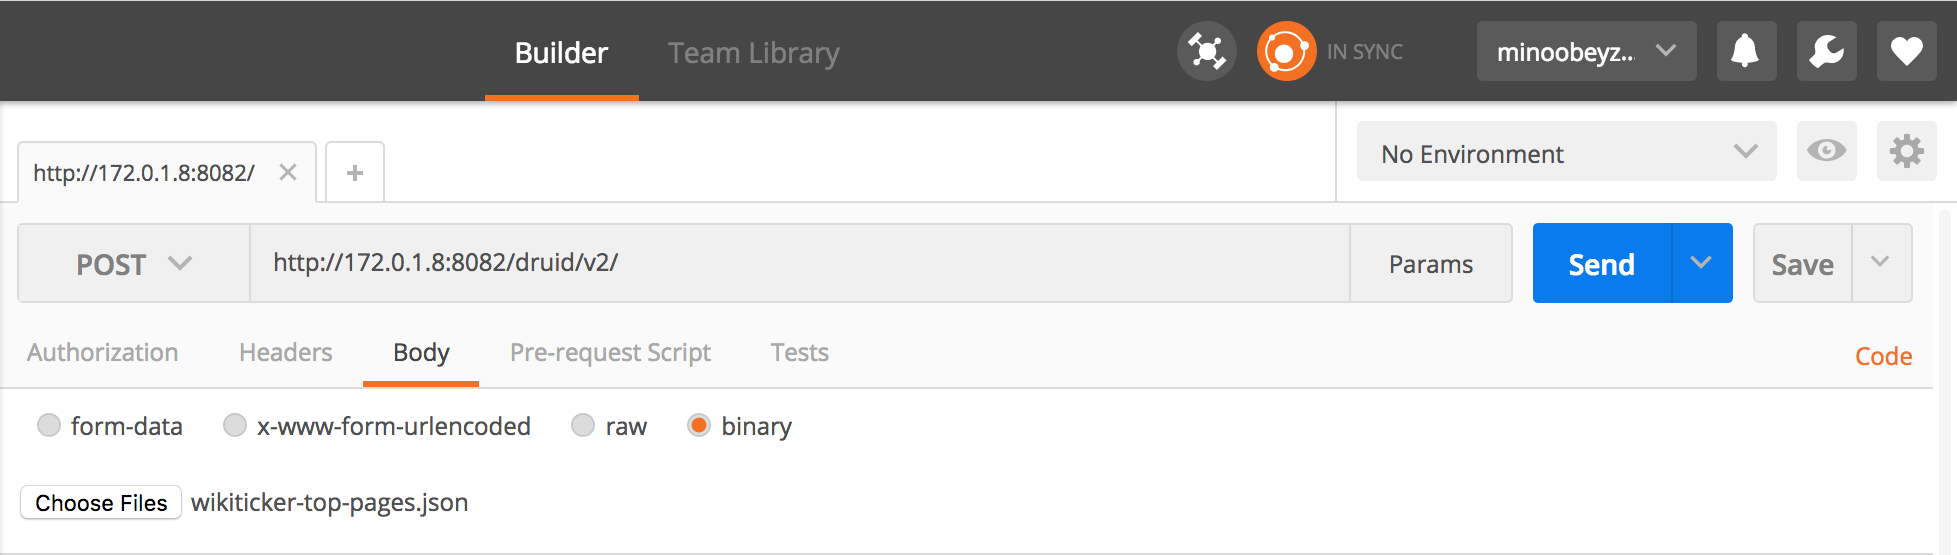 Builder Team Library IN SYNC minoobeyz...
http://172.0.1.8:8082/ No Environment
POST http://172.0.1.8:8082/druid/v2/ Params Send Save
Authorization Headers Body Pre-request Script Tests Code
form-data x-www-form-urlencoded raw binary
Choose Files wikiticker-top-pages.json